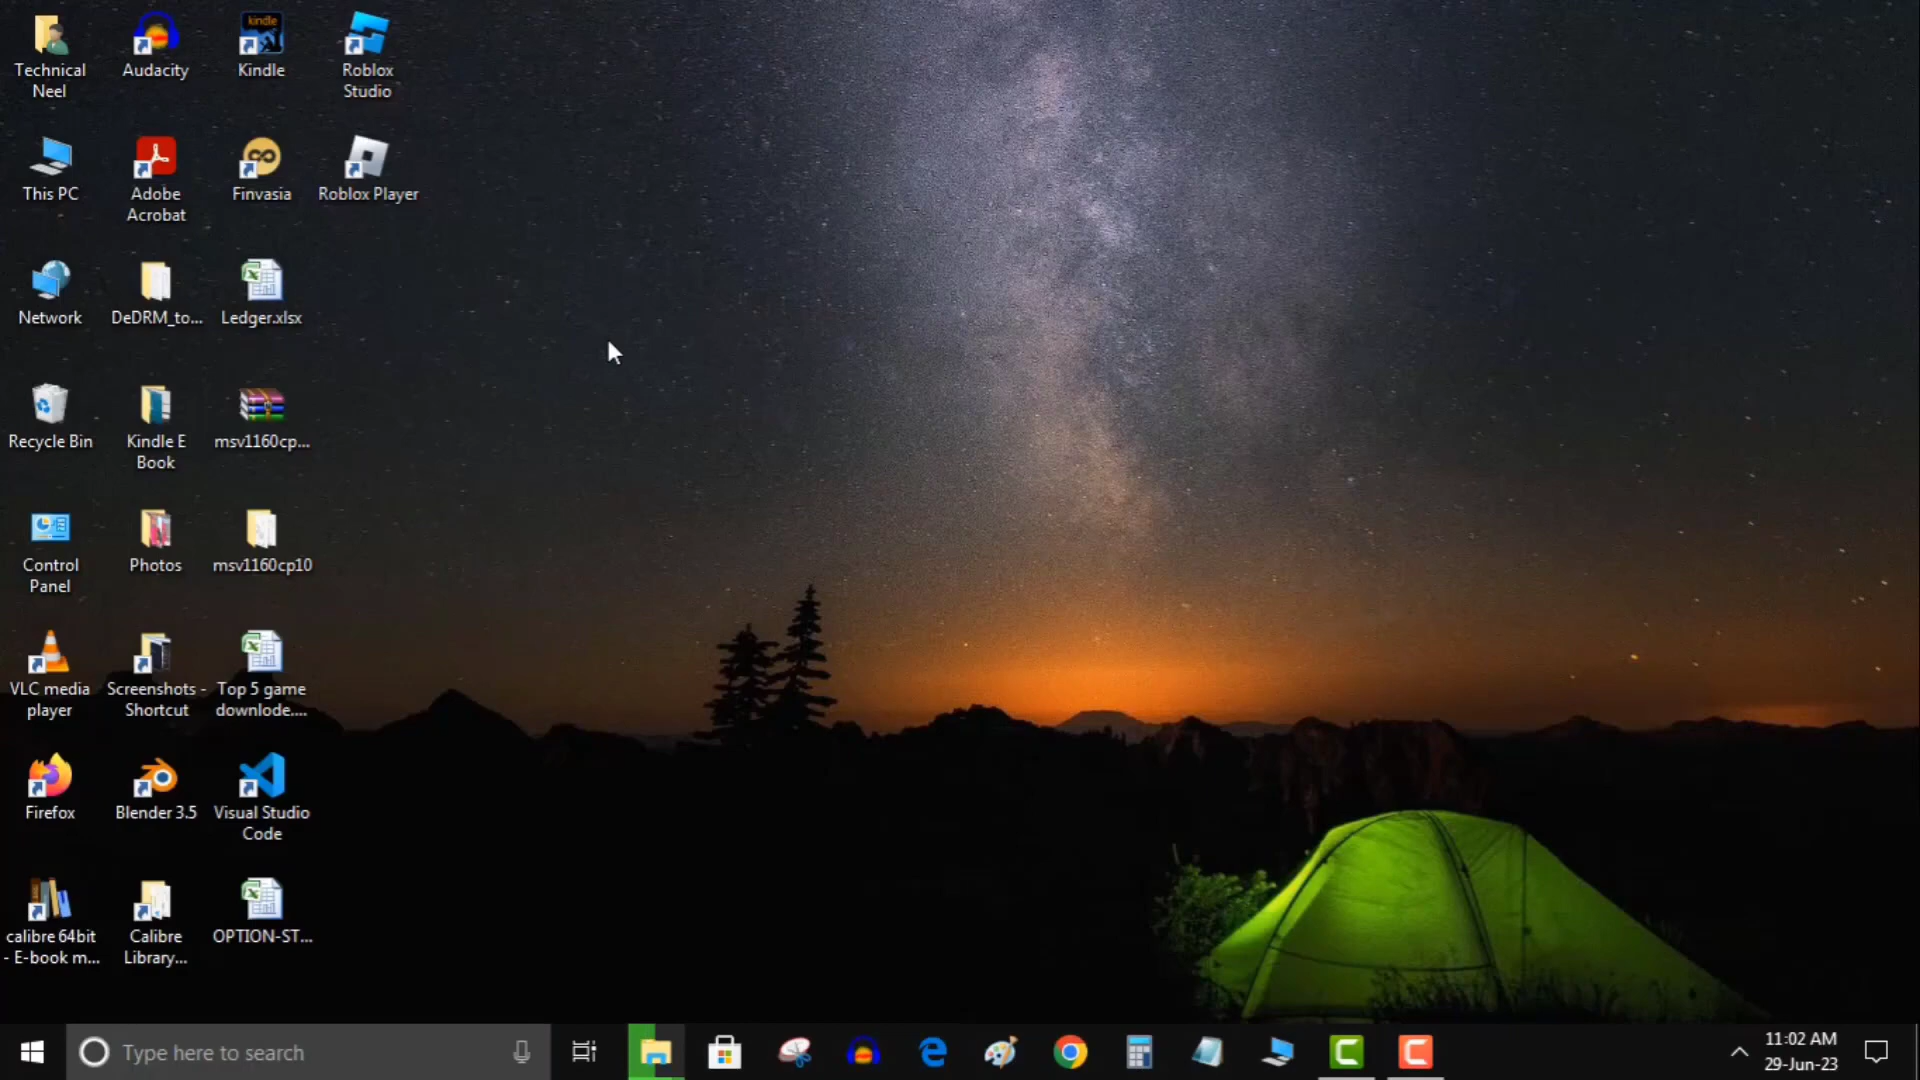 Technical
Neel
Audacity
kindle
Kindle
Roblox
Studio
This PC
Adobe
Acrobat
Finvasia
Roblox Player
Network
DeDRM_to...
Ledger.xlsx
Recycle Bin
Kindle E
Book
msv1160cp...
Control
Panel
Photos
msv1160cp10
VLC media
player
Screenshots -
Shortcut
Top 5 game
downlode....
Firefox
Blender 3.5
Visual Studio
Code
calibre 64bit
- E-book m...
Calibre
Library...
OPTION-ST...
Type here to search
11:02 AM
29-Jun-23